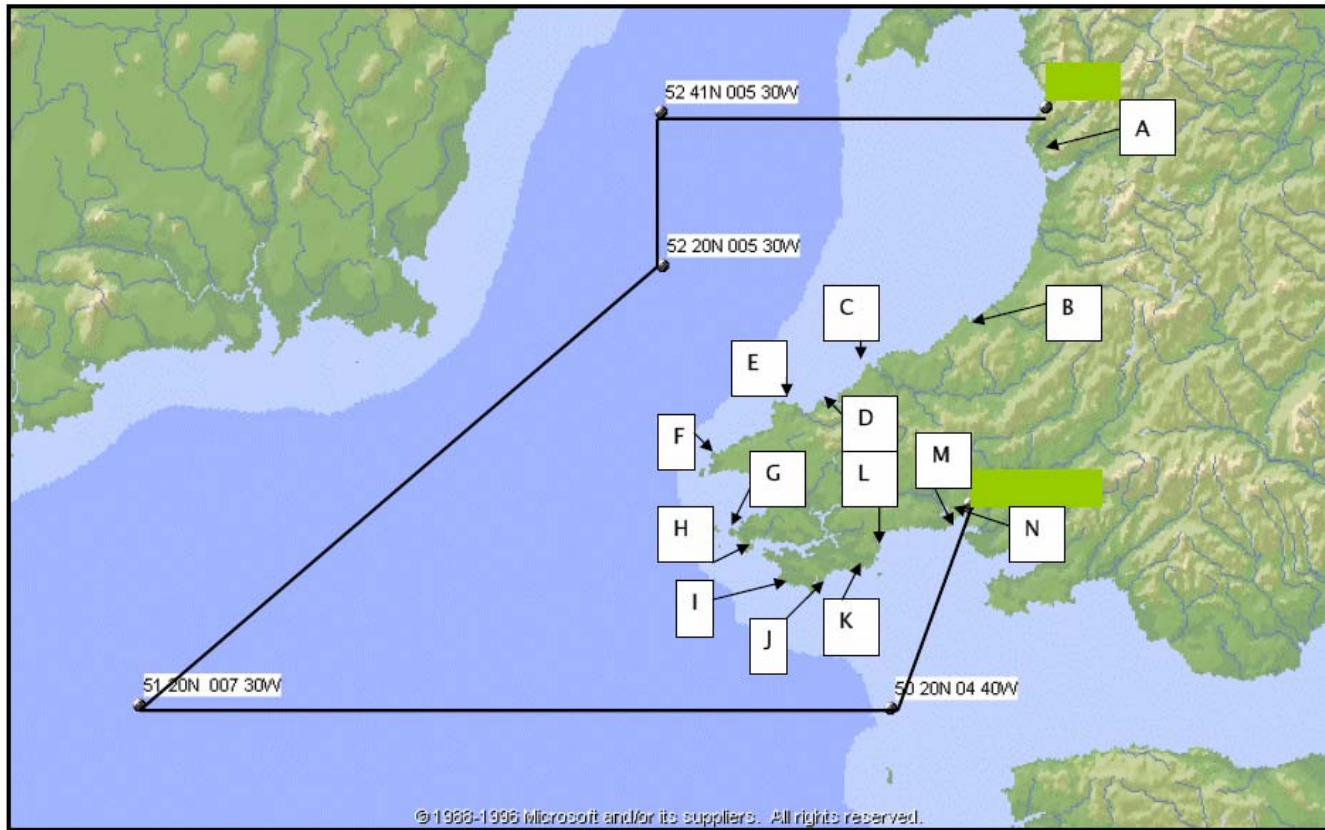 52 41N 005 30W
A
52 20N 005 30W
C
B
E
F
D
G
L
M
H
N
I
J
K
51 20N 007 30W
50 20N 04 40W
© 1988-1996 Microsoft and/or its suppliers. All rights reserved.